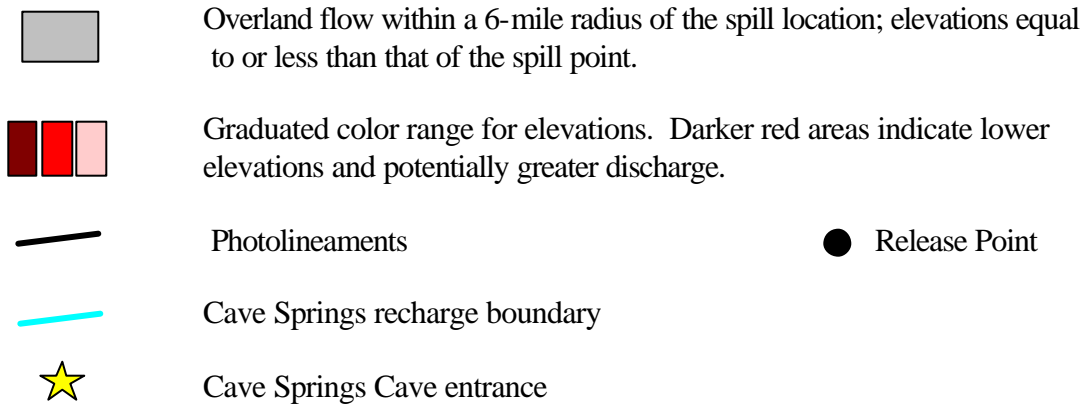 Overland flow within a 6-mile radius of the spill location; elevations equal
to or less than that of the spill point.
Graduated color range for elevations. Darker red areas indicate lower
elevations and potentially greater discharge.
Photolineaments
Release Point
Cave Springs recharge boundary
Cave Springs Cave entrance